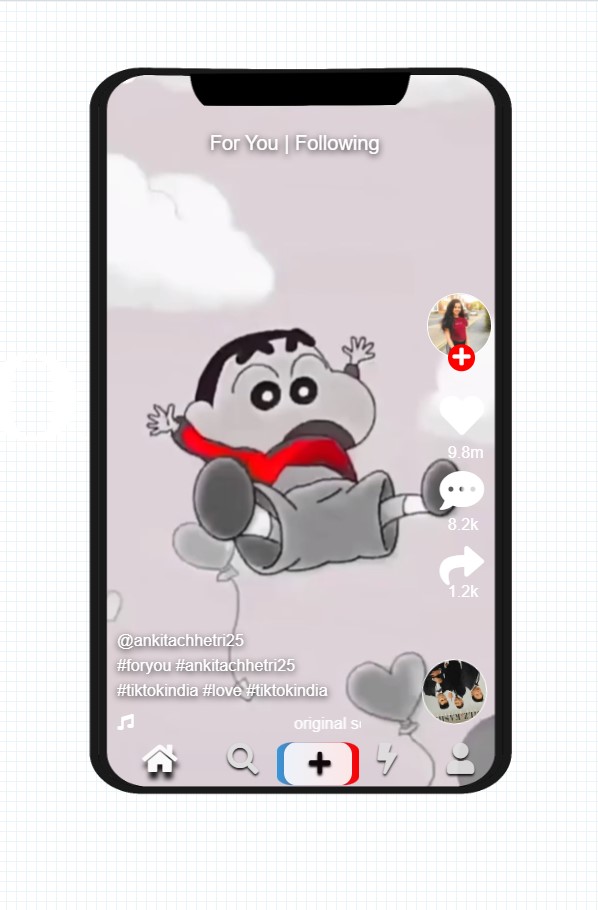 For You | Following
9.8m
8.2k
1.2k
@ankitachhetri25
#foryou #ankitachhetri25
#tiktokindia #love #tiktokindia
original s